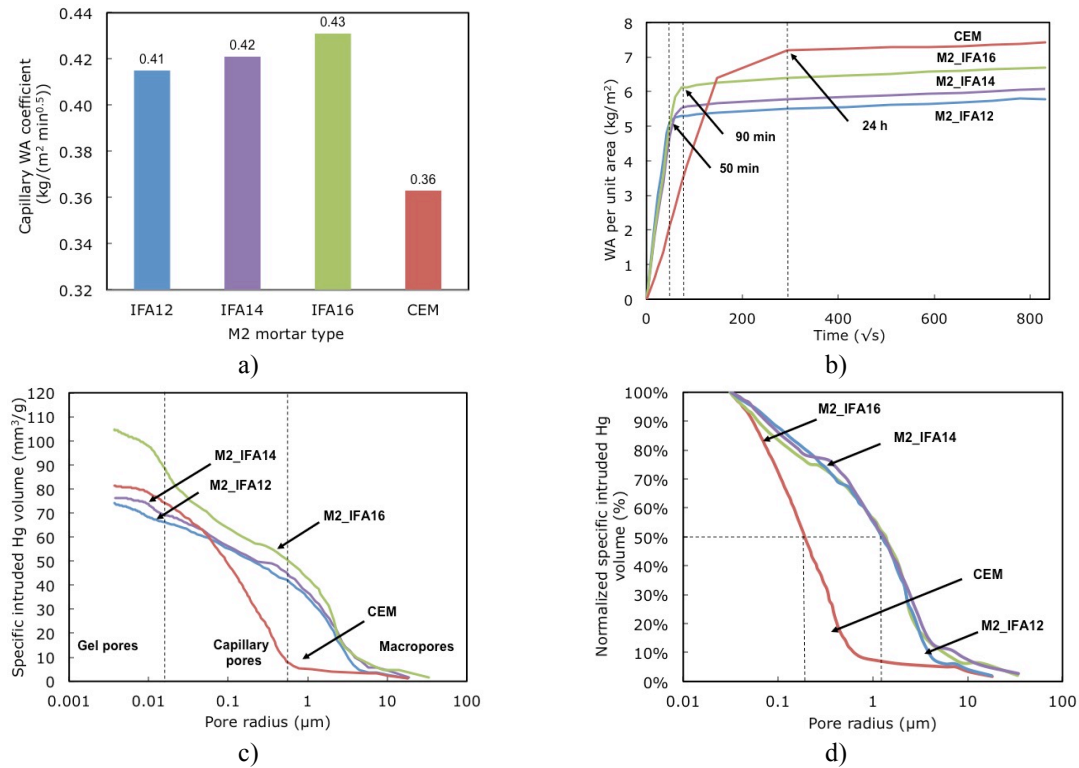 Capillary WA coefficient
(kg/(m² min⁰·⁵))
0.44
0.42
0.40
0.38
0.36
0.34
0.32
0.41
0.42
0.43
0.36
IFA12 IFA14 IFA16 CEM
M2 mortar type
a)
WA per unit area (kg/m²)
8
7
6
5
4
3
2
1
0
CEM
M2_IFA16
M2_IFA14
M2_IFA12
24 h
90 min
50 min
0 200 400 600 800
Time (√s)
b)
Specific intruded Hg volume (mm³/g)
120
110
100
90
80
70
60
50
40
30
20
10
0
M2_IFA14
M2_IFA12
M2_IFA16
CEM
Gel pores
Capillary
pores
Macropores
0.001 0.01 0.1 1 10 100
Pore radius (µm)
c)
Normalized specific intruded Hg
volume (%)
100%
90%
80%
70%
60%
50%
40%
30%
20%
10%
0%
M2_IFA16
M2_IFA14
CEM
M2_IFA12
0.01 0.1 1 10 100
Pore radius (µm)
d)